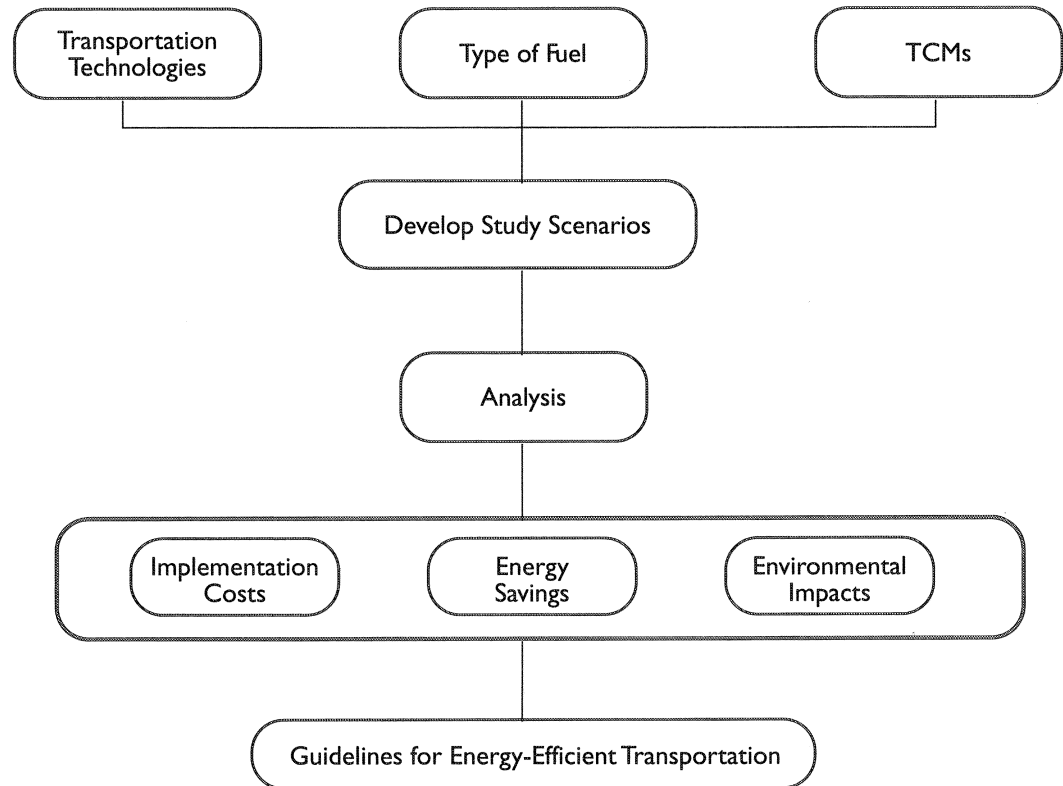 Transportation
Technologies
Type of Fuel
TCMs
Develop Study Scenarios
Analysis
Implementation
Costs
Energy
Savings
Environmental
Impacts
Guidelines for Energy-Efficient Transportation